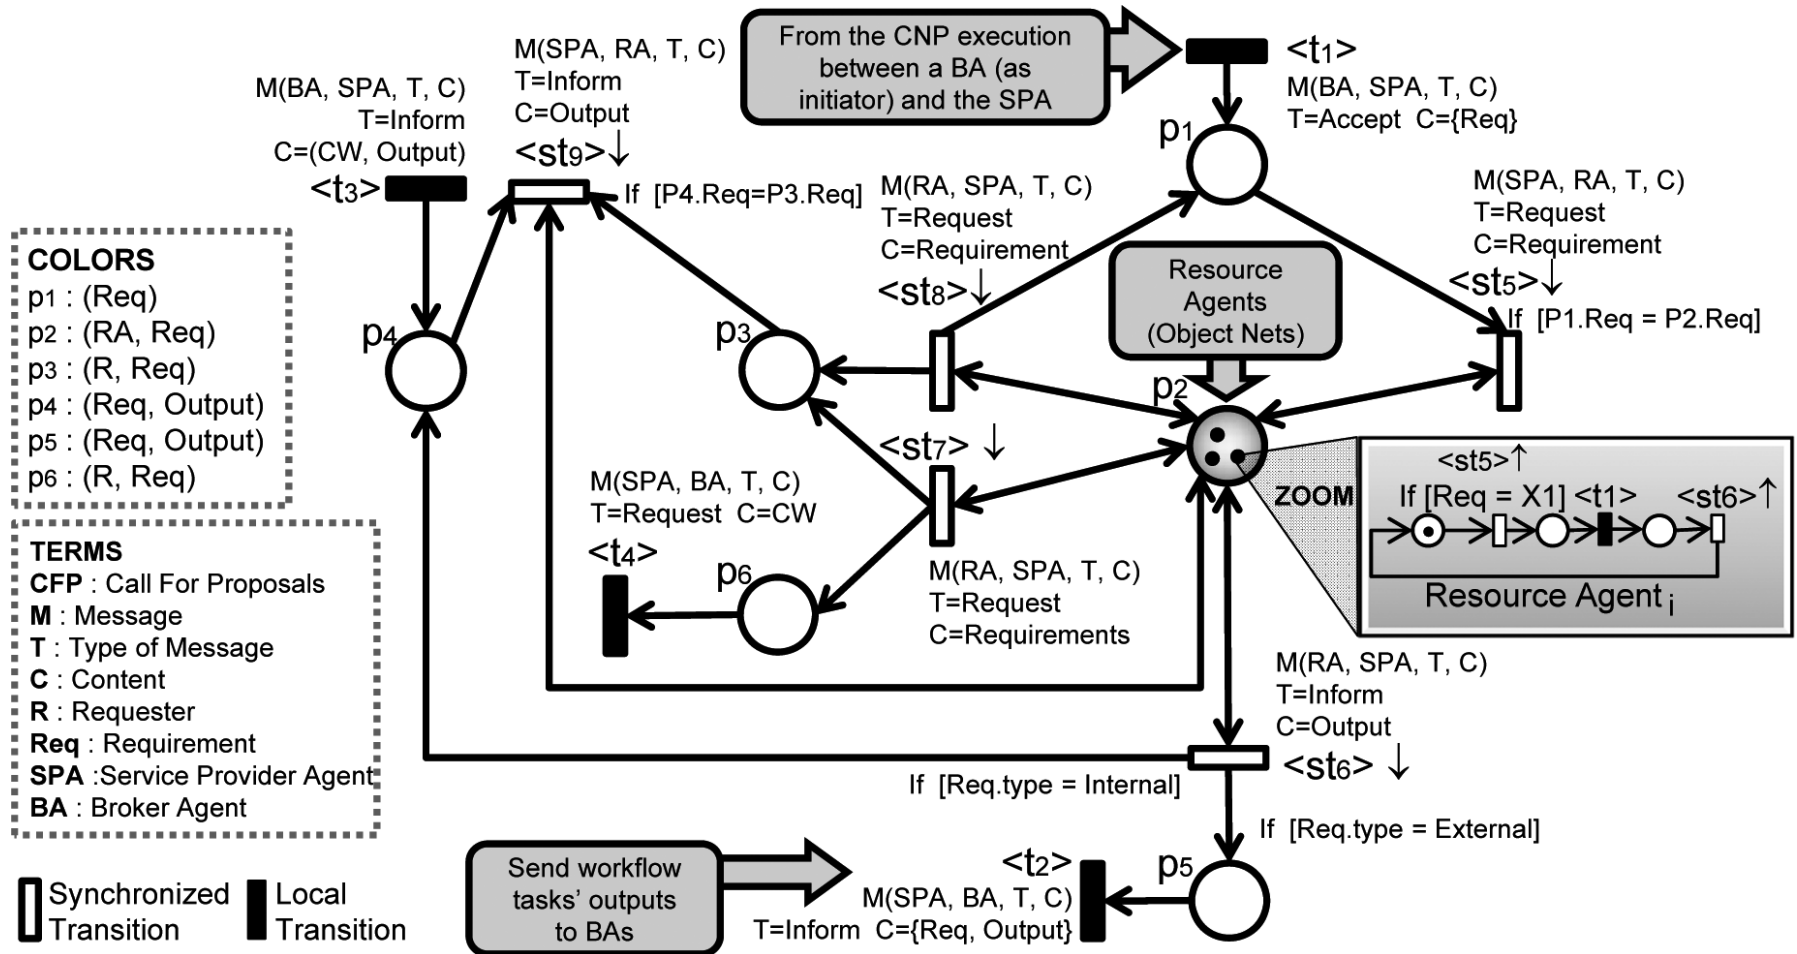 From the CNP execution
between a BA (as
initiator) and the SPA
<t1>
M(BA, SPA, T, C)
T=Accept C={Req}
p1
M(SPA, RA, T, C)
T=Inform
C=Output
<st9>↓
If [P4.Req=P3.Req]
M(BA, SPA, T, C)
T=Inform
C=(CW, Output)
<t3>
M(RA, SPA, T, C)
T=Request
C=Requirement
<st8>↓
M(SPA, RA, T, C)
T=Request
C=Requirement
<st5>↓
If [P1.Req = P2.Req]
Resource
Agents
(Object Nets)
COLORS
p1 : (Req)
p2 : (RA, Req)
p3 : (R, Req)
p4 : (Req, Output)
p5 : (Req, Output)
p6 : (R, Req)
p4
p3
p2
<st7> ↓
M(SPA, BA, T, C)
T=Request C=CW
<t4>
p6
M(RA, SPA, T, C)
T=Request
C=Requirements
ZOOM
<st5>↑
If [Req = X1] <t1> <st6>↑
Resource Agent i
TERMS
CFP : Call For Proposals
M : Message
T : Type of Message
C : Content
R : Requester
Req : Requirement
SPA :Service Provider Agent
BA : Broker Agent
M(RA, SPA, T, C)
T=Inform
C=Output
<st6> ↓
If [Req.type = Internal]
If [Req.type = External]
p5
<t2>
M(SPA, BA, T, C)
T=Inform C={Req, Output}
Send workflow
tasks' outputs
to BAs
Synchronized
Transition
Local
Transition